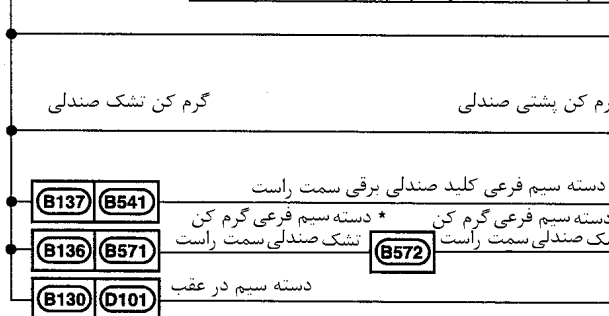 گرم کن تشک صندلی
کن پشتی صندلی
دسته سیم فرعی کلید صندلی برقی سمت راست
B137 B541
* دسته سیم فرعی گرم کن
دسته سیم فرعی گرم کن
B136 B571
تشک صندلی سمت راست
B572
صندلی سمت راست
دسته سیم در عقب
B130 D101